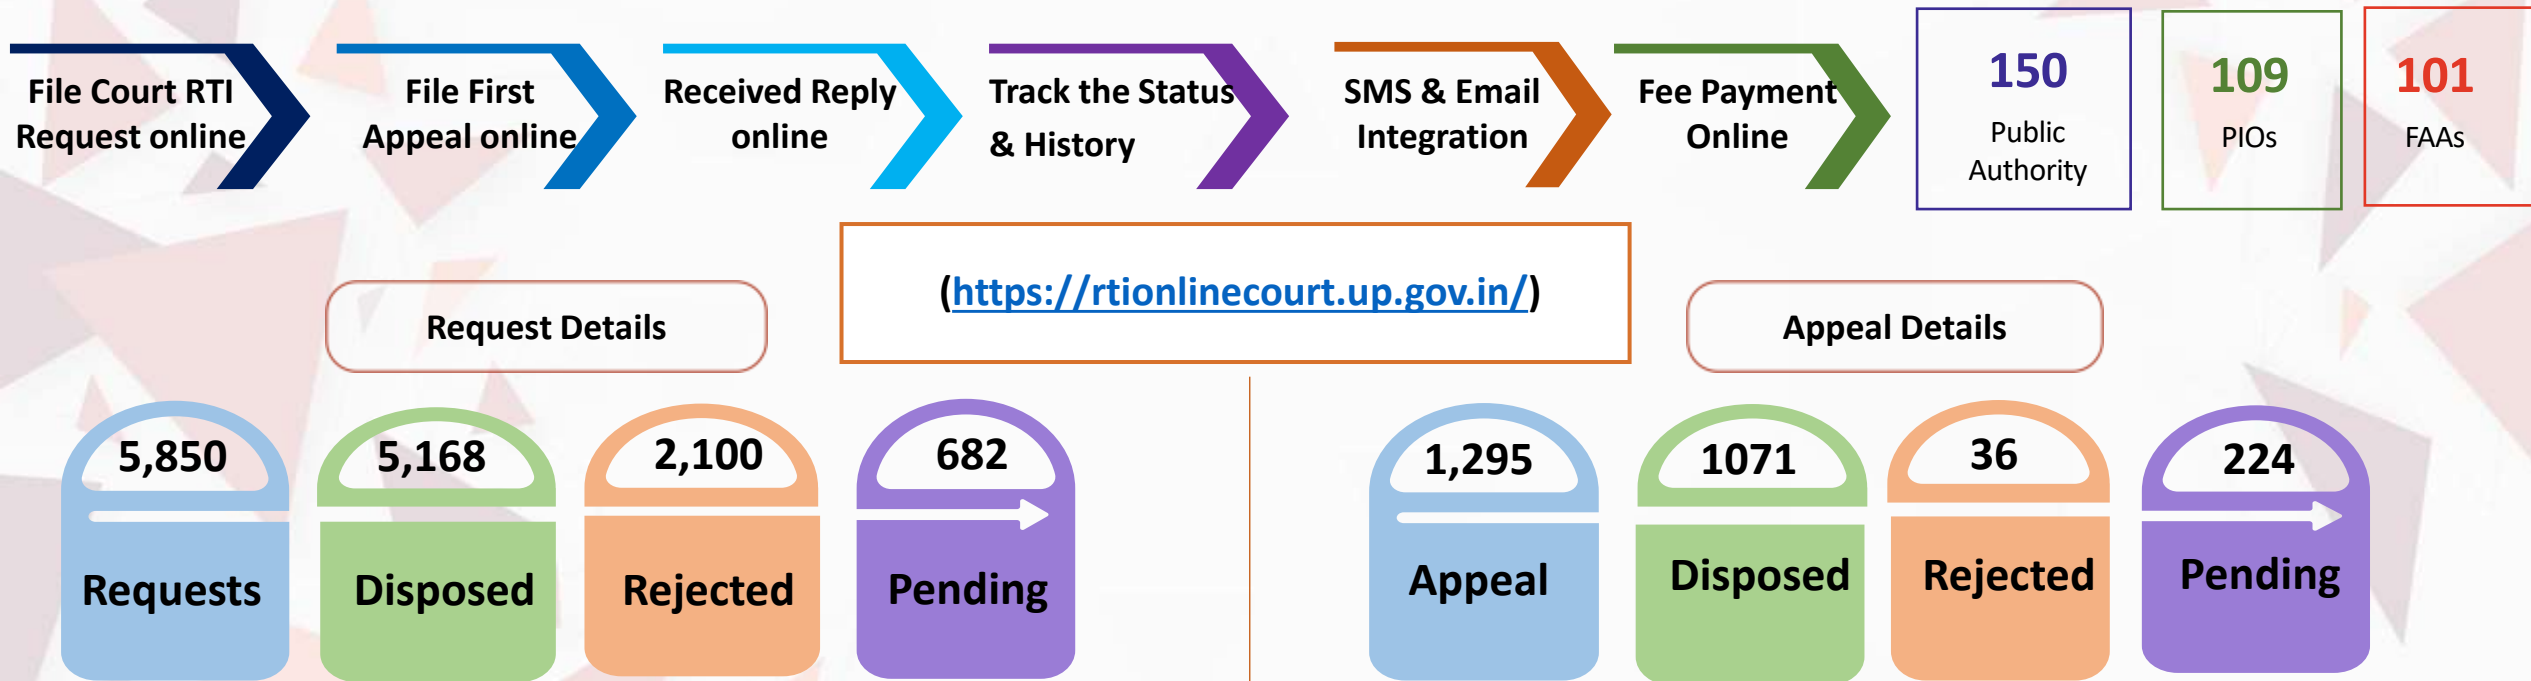 File Court RTI
Request online
File First
Appeal online
Received Reply
online
Track the Status
& History
SMS & Email
Integration
Fee Payment
Online
150
Public
Authority
109
PIOs
101
FAAs
(https://rtionlinecourt.up.gov.in/)
Request Details
Appeal Details
5,850
Requests
5,168
Disposed
2,100
Rejected
682
Pending
1,295
Appeal
1071
Disposed
36
Rejected
224
Pending